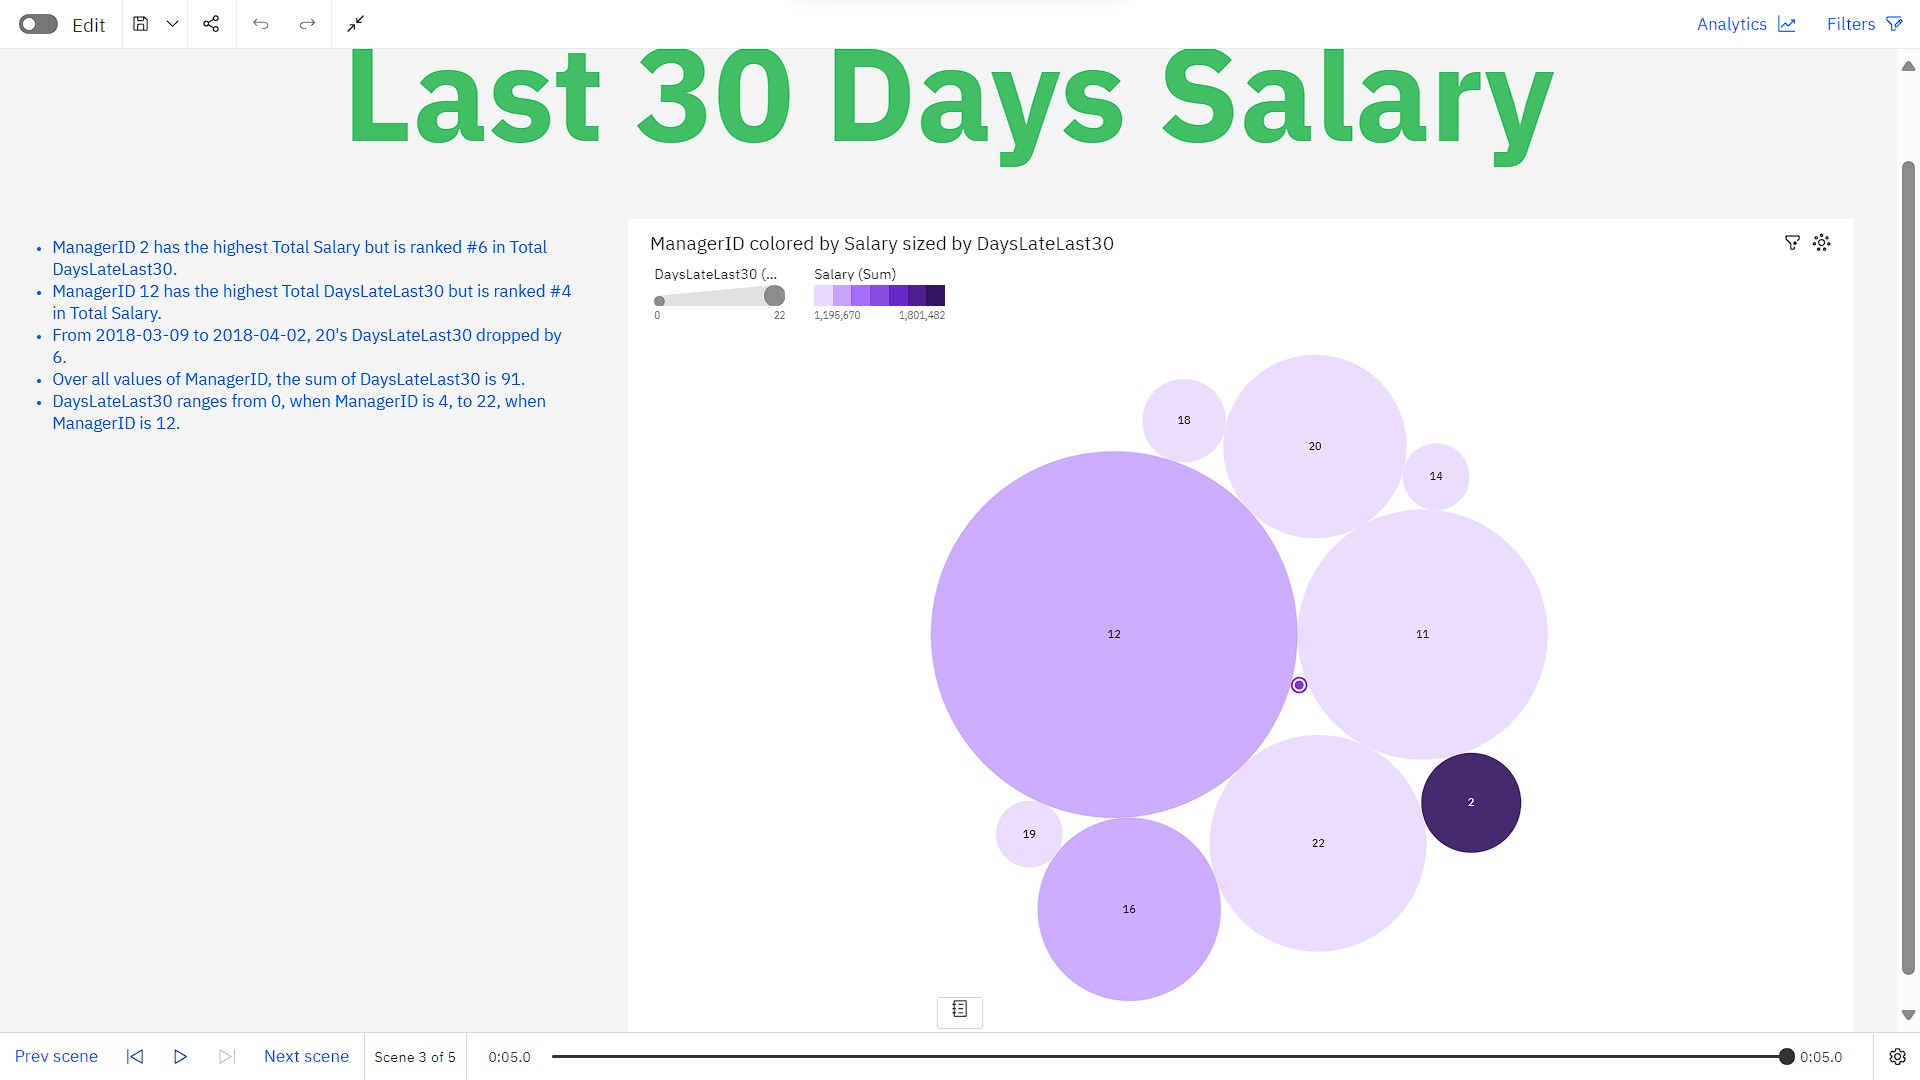 Edit
Analytics
Filters
Last 30 Days Salary
• ManagerID 2 has the highest Total Salary but is ranked #6 in Total
DaysLateLast30.
• ManagerID 12 has the highest Total DaysLateLast30 but is ranked #4
in Total Salary.
• From 2018-03-09 to 2018-04-02, 20's DaysLateLast30 dropped by
6.
• Over all values of ManagerID, the sum of DaysLateLast30 is 91.
• DaysLateLast30 ranges from 0, when ManagerID is 4, to 22, when
ManagerID is 12.
ManagerID colored by Salary sized by DaysLateLast30
DaysLateLast30 (...
0 22
Salary (Sum)
1,195,670 1,801,482
18
20
14
12
11
2
19
22
16
Prev scene
Next scene
Scene 3 of 5
0:05.0
0:05.0